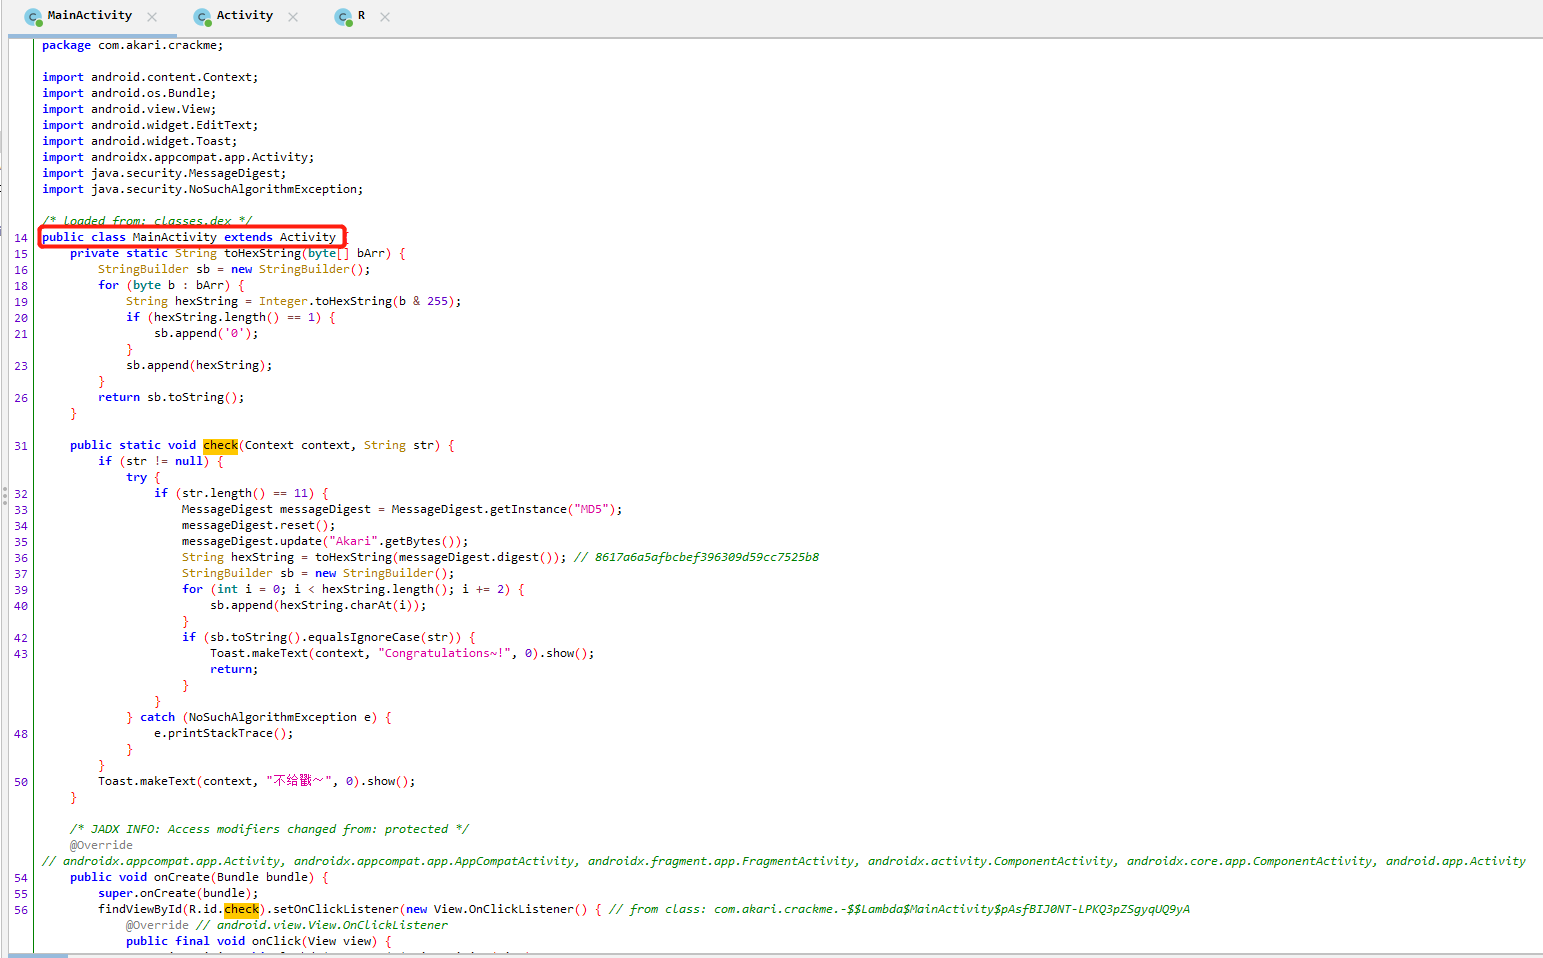 MainActivity
Activity
R
package com.akari.crackme;
import android.content.Context;
import android.os.Bundle;
import android.view.View;
import android.widget.EditText;
import android.widget.Toast;
import androidx.appcompat.app.Activity;
import java.security.MessageDigest;
import java.security.NoSuchAlgorithmException;
/* loaded from: classes.dex */
14 public class MainActivity extends Activity {
15 private static String toHexString(byte[] bArr) {
16 StringBuilder sb = new StringBuilder();
18 for (byte b : bArr) {
19 String hexString = Integer.toHexString(b & 255);
20 if (hexString.length() == 1) {
21 sb.append('0');
}
23 sb.append(hexString);
}
26 return sb.toString();
}
31 public static void check(Context context, String str) {
if (str != null) {
try {
32 if (str.length() == 11) {
33 MessageDigest messageDigest = MessageDigest.getInstance("MD5");
34 messageDigest.reset();
35 messageDigest.update("Akari".getBytes());
36 String hexString = toHexString(messageDigest.digest()); // 8617a6a5afbcbef396309d59cc7525b8
37 StringBuilder sb = new StringBuilder();
39 for (int i = 0; i < hexString.length(); i += 2) {
40 sb.append(hexString.charAt(i));
}
42 if (sb.toString().equalsIgnoreCase(str)) {
43 Toast.makeText(context, "Congratulations~!", 0).show();
return;
}
}
} catch (NoSuchAlgorithmException e) {
48 e.printStackTrace();
}
}
50 Toast.makeText(context, "不给戳～", 0).show();
}
/* JADX INFO: Access modifiers changed from: protected */
@Override
// androidx.appcompat.app.Activity, androidx.appcompat.app.AppCompatActivity, androidx.fragment.app.FragmentActivity, androidx.activity.ComponentActivity, androidx.core.app.ComponentActivity, android.app.Activity
54 public void onCreate(Bundle bundle) {
55 super.onCreate(bundle);
56 findViewById(R.id.check).setOnClickListener(new View.OnClickListener() { // from class: com.akari.crackme.-$$Lambda$MainActivity$pAsfBIJ0NT-LPKQ3pZSgyqUQ9yA
@Override // android.view.View.OnClickListener
public final void onClick(View view) {